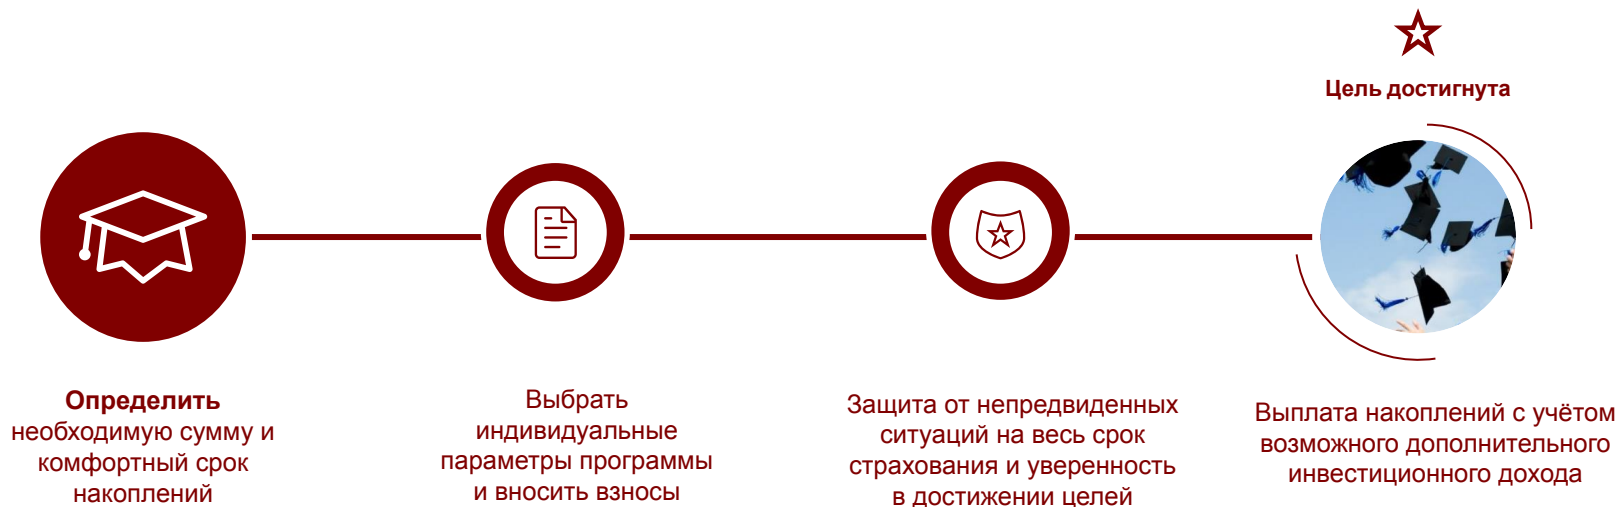 Цель достигнута
Определить
необходимую сумму и
комфортный срок
накоплений
Выбрать
индивидуальные
параметры программы
и вносить взносы
Защита от непредвиденных
ситуаций на весь срок
страхования и уверенность
в достижении целей
Выплата накоплений с учётом
возможного дополнительного
инвестиционного дохода